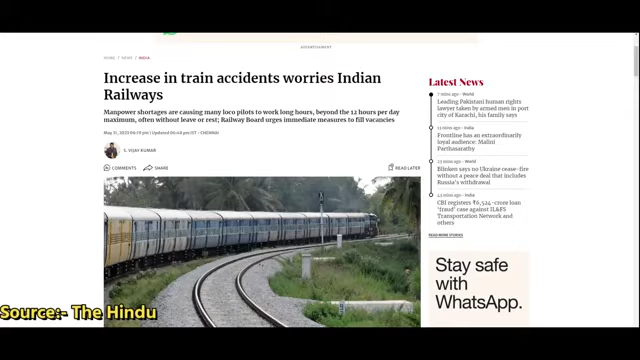 ADVERTISEMENT
HOME / NEWS / INDIA
Increase in train accidents worries Indian
Railways
Manpower shortages are causing many loco pilots to work long hours, beyond the 12 hours per day
maximum, often without leave or rest; Railway Board urges immediate measures to fill vacancies
May 31, 2023 06:19 pm | Updated 06:48 pm IST - CHENNAI
S. VIJAY KUMAR
COMMENTS
SHARE
READ LATER
Latest News
7 mins ago - World
Leading Pakistani human rights
lawyer taken by armed men in port
city of Karachi, his family says
11 mins ago - India
Frontline has an extraordinarily
loyal audience: Malini
Parthasarathy
23 mins ago - World
Blinken says no Ukraine cease-fire
without a peace deal that includes
Russia's withdrawal
43 mins ago - India
CBI registers ₹6,524-crore loan
'fraud' case against IL&FS
Transportation Network and
others
READ MORE STORIES
Stay safe
with
WhatsApp.
Source:- The Hindu